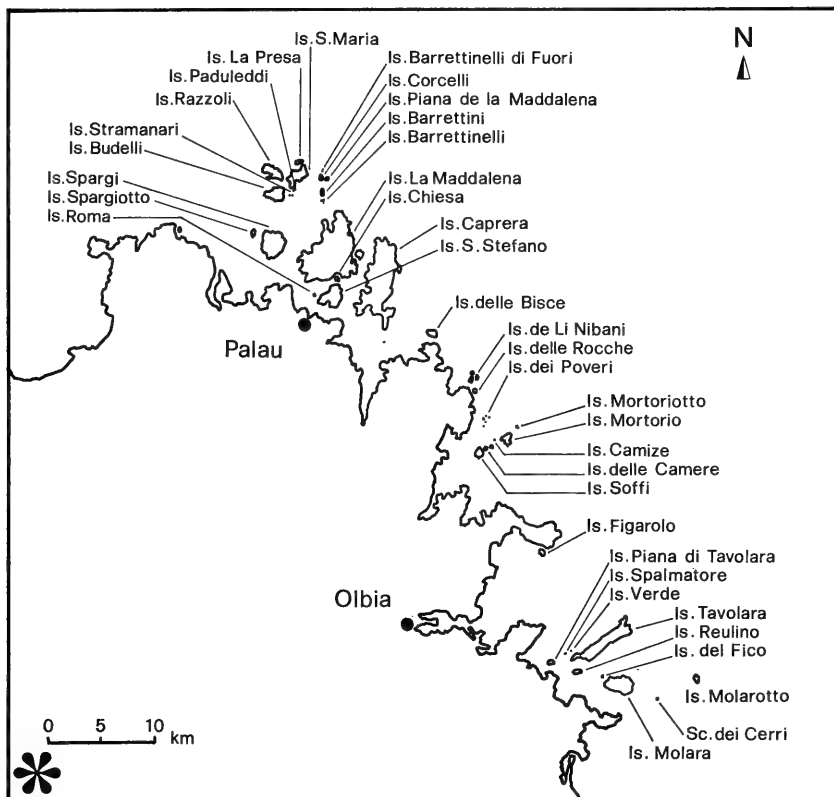 Is.S.Maria
N
Is.La Presa
Is.Barrettinelli di Fuori
Is.Paduleddi
Is.Corcelli
Is.Razzoli
Is.Piana de la Maddalena
Is.Stramanari
Is.Barrettini
Is.Budelli
Is.Barrettinelli
Is.Spargi
Is.La Maddalena
Is.Spargiotto
Is.Chiesa
Is.Roma
Is.Caprera
Is.S.Stefano
Is.delle Bisce
Palau
Is.de Li Nibani
Is.delle Rocche
Is.dei Poveri
Is.Mortoriotto
Is.Mortorio
Is.Camize
Is.delle Camere
Is.Soffi
Is.Figarolo
Is.Piana di Tavolara
Is.Spalmatore
Is.Verde
Olbia
Is.Tavolara
Is.Reulino
Is. del Fico
Is.Molarotto
0 5 10
km
Sc.dei Cerri
Is. Molara